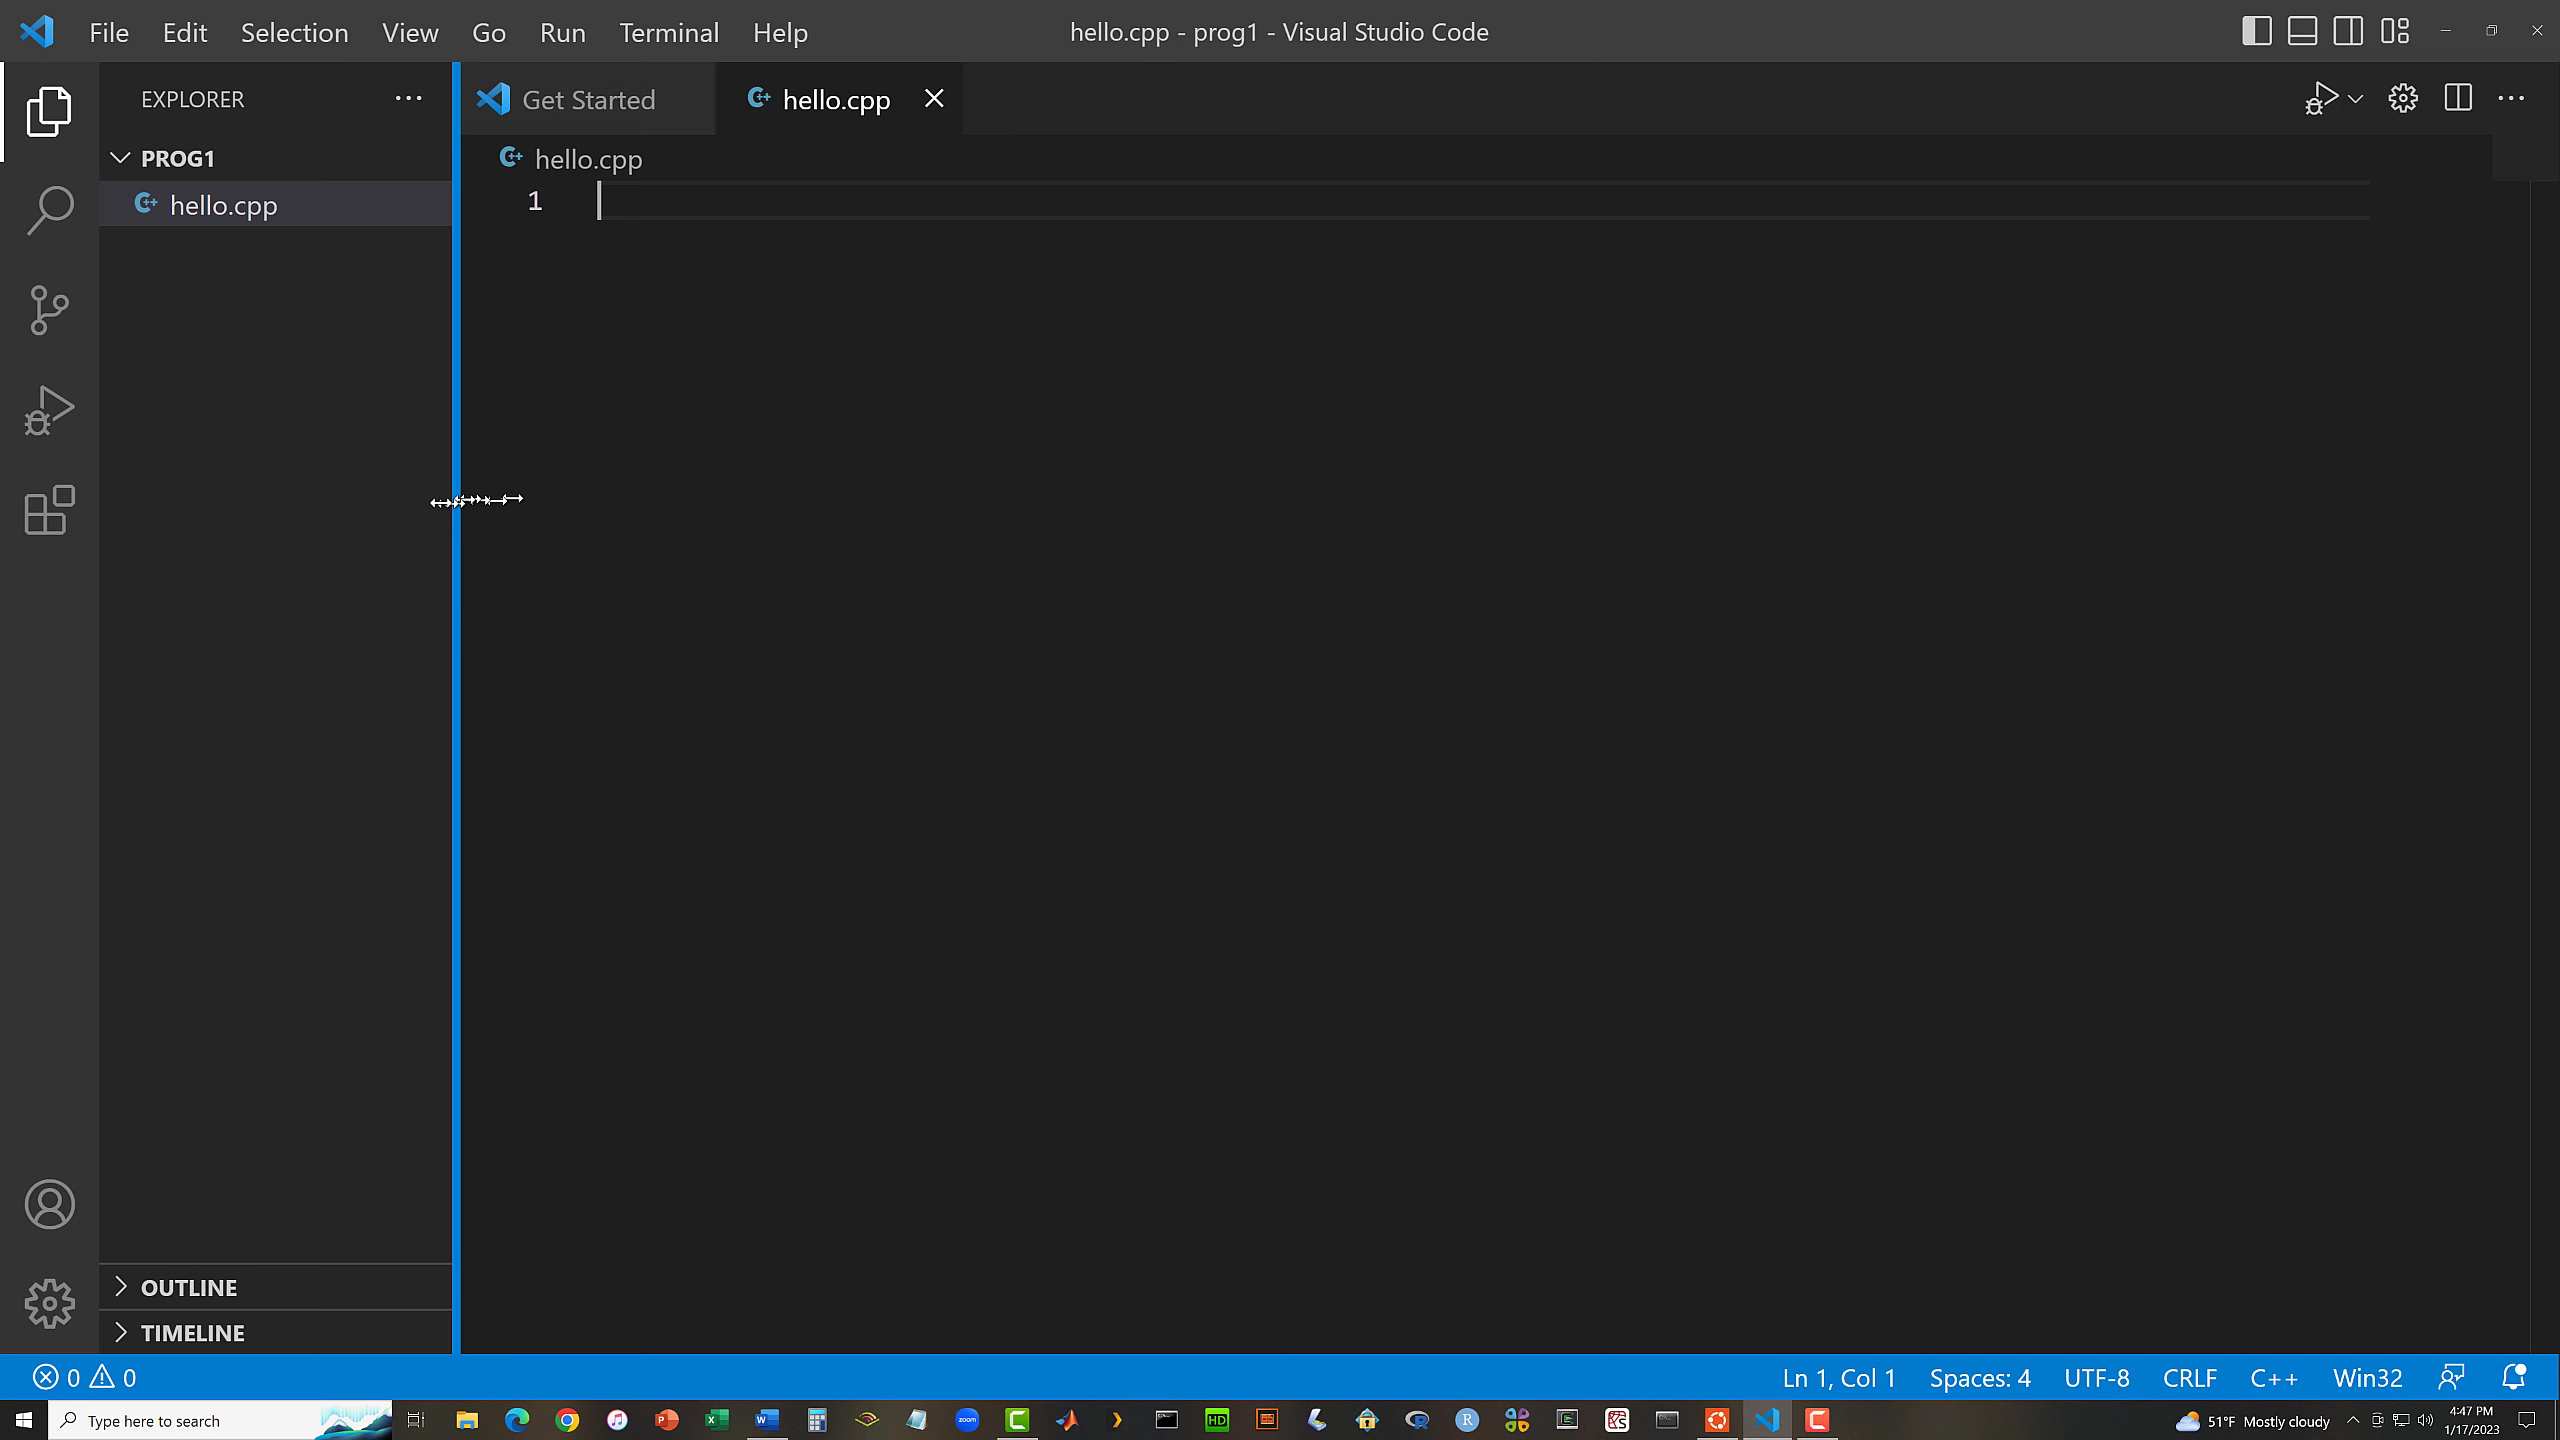 File Edit Selection View Go Run Terminal Help
hello.cpp - prog1 - Visual Studio Code
EXPLORER
Get Started
hello.cpp
PROG1
hello.cpp
hello.cpp
1
OUTLINE
TIMELINE
0 0
Ln 1, Col 1 Spaces: 4 UTF-8 CRLF C++ Win32
Type here to search
zoom
HD
51°F Mostly cloudy
4:47 PM
1/17/2023